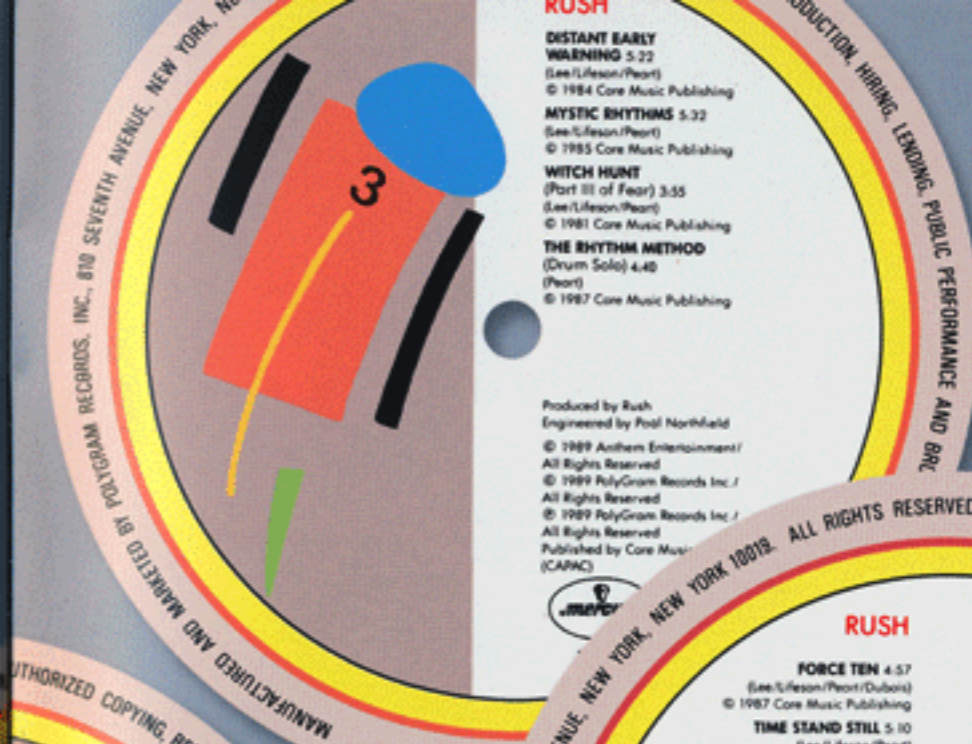 RUSH
DISTANT EARLY
WARNING 5:22
(Lee/Lifeson/Peart)
© 1984 Core Music Publishing
MYSTIC RHYTHMS 5:32
(Lee/Lifeson/Peart)
© 1985 Core Music Publishing
WITCH HUNT
(Part III of Fear) 3:55
(Lee/Lifeson/Peart)
© 1981 Core Music Publishing
THE RHYTHM METHOD
(Drum Solo) 4:40
(Peart)
© 1987 Core Music Publishing
3
Produced by Rush
Engineered by Paul Northfield
© 1989 Anthem Entertainment/
All Rights Reserved
© 1989 PolyGram Records Inc./
All Rights Reserved
℗ 1989 PolyGram Records Inc./
All Rights Reserved
Published by Core Music
(CAPAC)
MANUFACTURED AND MARKETED BY POLYGRAM RECORDS, INC., 810 SEVENTH AVENUE, NEW YORK,
HIRING, LENDING, PUBLIC PERFORMANCE AND
NEW YORK, NEW YORK 10019. ALL RIGHTS RESERVED
RUSH
FORCE TEN 4:57
(Lee/Lifeson/Peart/Dubois)
© 1987 Core Music Publishing
TIME STAND STILL 5:10
COPYING,